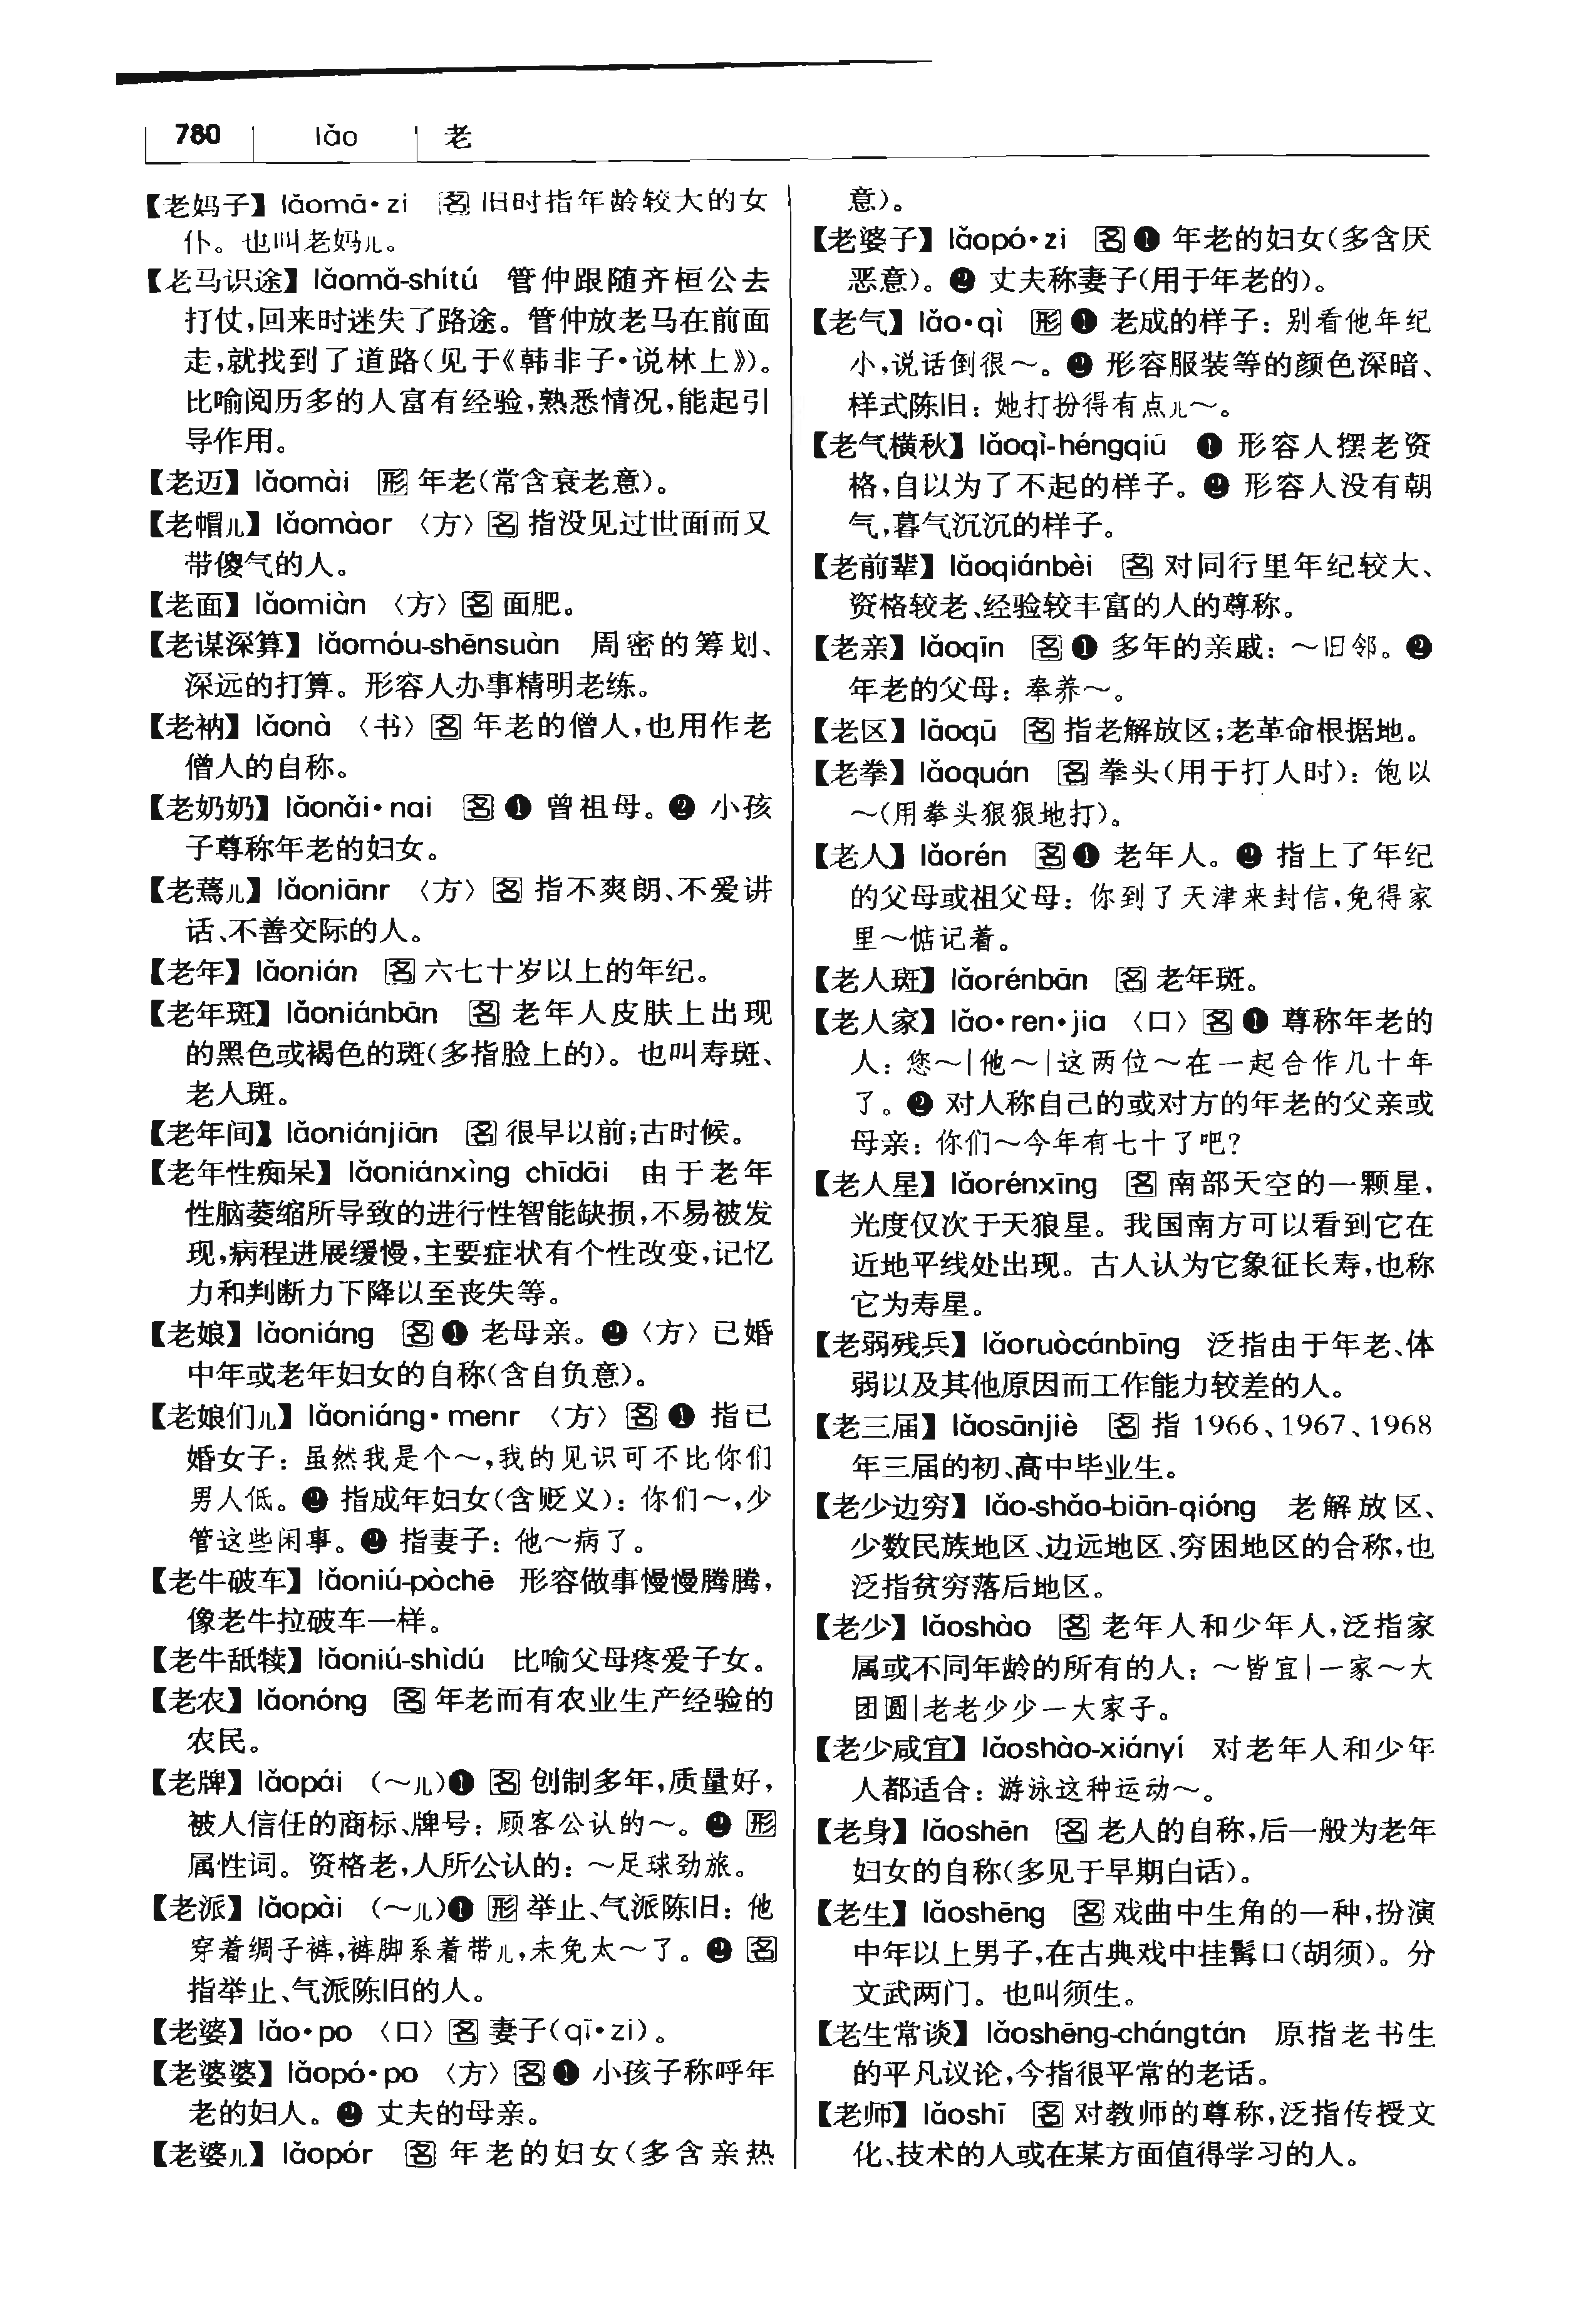 780 lǎo 老
【老妈子】lǎomā·zi 名 旧时指年龄较大的女
仆。也叫老妈儿。
【老马识途】lǎomǎ-shítú 管仲跟随齐桓公去
打仗,回来时迷失了路途。管仲放老马在前面
走,就找到了道路(见于《韩非子·说林上》)。
比喻阅历多的人富有经验,熟悉情况,能起引
导作用。
【老迈】lǎomài 形 年老(常含衰老意)。
【老帽儿】lǎomàor 〈方〉名 指没见过世面而又
带傻气的人。
【老面】lǎomiàn 〈方〉名 面肥。
【老谋深算】lǎomóu-shēnsuàn 周密的筹划、
深远的打算。形容人办事精明老练。
【老衲】lǎonà 〈书〉名 年老的僧人,也用作老
僧人的自称。
【老奶奶】lǎonǎi·nai 名 ❶ 曾祖母。❷ 小孩
子尊称年老的妇女。
【老蔫儿】lǎoniānr 〈方〉名 指不爽朗、不爱讲
话、不善交际的人。
【老年】lǎonián 名 六七十岁以上的年纪。
【老年斑】lǎoniánbān 名 老年人皮肤上出现
的黑色或褐色的斑(多指脸上的)。也叫寿斑、
老人斑。
【老年间】lǎoniánjiān 名 很早以前;古时候。
【老年性痴呆】lǎoniánxìng chīdāi 由于老年
性脑萎缩所导致的进行性智能缺损,不易被发
现,病程进展缓慢,主要症状有个性改变,记忆
力和判断力下降以至丧失等。
【老娘】lǎoniáng 名 ❶ 老母亲。❷〈方〉已婚
中年或老年妇女的自称(含自负意)。
【老娘们儿】lǎoniáng·menr 〈方〉名 ❶ 指已
婚女子:虽然我是个～,我的见识可不比你们
男人低。❷ 指成年妇女(含贬义):你们～,少
管这些闲事。❷ 指妻子:他～病了。
【老牛破车】lǎoniú-pòchē 形容做事慢慢腾腾,
像老牛拉破车一样。
【老牛舐犊】lǎoniú-shìdú 比喻父母疼爱子女。
【老农】lǎonóng 名 年老而有农业生产经验的
农民。
【老牌】lǎopái (～儿)❶ 名 创制多年,质量好,
被人信任的商标、牌号:顾客公认的～。❷ 形
属性词。资格老,人所公认的:～足球劲旅。
【老派】lǎopài (～儿)❶ 形 举止、气派陈旧:他
穿着绸子裤,裤脚系着带儿,未免太～了。❷ 名
指举止、气派陈旧的人。
【老婆】lǎo·po 〈口〉名 妻子(qī·zi)。
【老婆婆】lǎopó·po 〈方〉名 ❶ 小孩子称呼年
老的妇人。❷ 丈夫的母亲。
【老婆儿】lǎopór 名 年老的妇女(多含亲热
意)。
【老婆子】lǎopó·zi 名 ❶ 年老的妇女(多含厌
恶意)。❷ 丈夫称妻子(用于年老的)。
【老气】lǎo·qì 形 ❶ 老成的样子:别看他年纪
小,说话倒很～。❷ 形容服装等的颜色深暗、
样式陈旧:她打扮得有点儿～。
【老气横秋】lǎoqì-héngqiū ❶ 形容人摆老资
格,自以为了不起的样子。❷ 形容人没有朝
气,暮气沉沉的样子。
【老前辈】lǎoqiánbèi 名 对同行里年纪较大、
资格较老、经验较丰富的人的尊称。
【老亲】lǎoqīn 名 ❶ 多年的亲戚:～旧邻。❷
年老的父母:奉养～。
【老区】lǎoqū 名 指老解放区;老革命根据地。
【老拳】lǎoquán 名 拳头(用于打人时):饱以
～(用拳头狠狠地打)。
【老人】lǎorén 名 ❶ 老年人。❷ 指上了年纪
的父母或祖父母:你到了天津来封信,免得家
里～惦记着。
【老人斑】lǎorénbān 名 老年斑。
【老人家】lǎo·ren·jia 〈口〉名 ❶ 尊称年老的
人:您～|他～|这两位～在一起合作几十年
了。❷ 对人称自己的或对方的年老的父亲或
母亲:你们～今年有七十了吧?
【老人星】lǎorénxīng 名 南部天空的一颗星,
光度仅次于天狼星。我国南方可以看到它在
近地平线处出现。古人认为它象征长寿,也称
它为寿星。
【老弱残兵】lǎoruòcánbīng 泛指由于年老、体
弱以及其他原因而工作能力较差的人。
【老三届】lǎosānjiè 名 指 1966、1967、1968
年三届的初、高中毕业生。
【老少边穷】lǎo-shǎo-biān-qióng 老解放区、
少数民族地区、边远地区、穷困地区的合称,也
泛指贫穷落后地区。
【老少】lǎoshào 名 老年人和少年人,泛指家
属或不同年龄的所有的人:～皆宜|一家～大
团圆|老老少少一大家子。
【老少咸宜】lǎoshào-xiányí 对老年人和少年
人都适合:游泳这种运动～。
【老身】lǎoshēn 名 老人的自称,后一般为老年
妇女的自称(多见于早期白话)。
【老生】lǎoshēng 名 戏曲中生角的一种,扮演
中年以上男子,在古典戏中挂髯口(胡须)。分
文武两门。也叫须生。
【老生常谈】lǎoshēng-chángtán 原指老书生
的平凡议论,今指很平常的老话。
【老师】lǎoshī 名 对教师的尊称,泛指传授文
化、技术的人或在某方面值得学习的人。